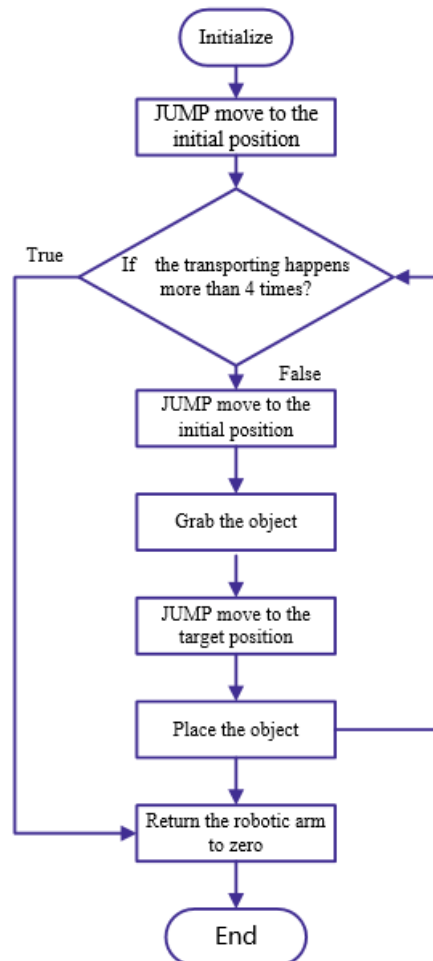 Initialize
JUMP move to the
initial position
True
If the transporting happens
more than 4 times?
False
JUMP move to the
initial position
Grab the object
JUMP move to the
target position
Place the object
Return the robotic arm
to zero
End